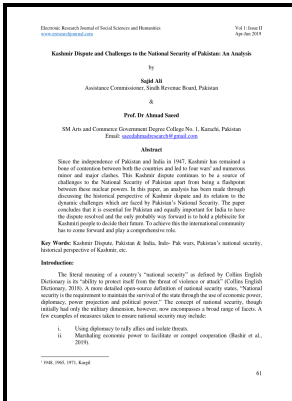 Electronic Research Journal of Social Sciences and Humanities Vol 1: Issue II
www.eresearchjournal.com Apr-Jun 2019
Kashmir Dispute and Challenges to the National Security of Pakistan: An Analysis
by
Sajid Ali
Assistance Commissioner, Sindh Revenue Board, Pakistan
&
Prof. Dr Ahmad Saeed
SM Arts and Commerce Government Degree College No. 1, Karachi, Pakistan
Email: saeedahmadresearch@gmail.com
Abstract
Since the independence of Pakistan and India in 1947, Kashmir has remained a
bone of contention between both the countries and led to four wars¹ and numerous
minor and major clashes. This Kashmir dispute continues to be a source of
challenges to the National Security of Pakistan apart from being a flashpoint
between these nuclear powers. In this paper, an analysis has been made through
discussing the historical perspective of Kashmir dispute and its relation to the
dynamic challenges which are faced by Pakistan's National Security. The paper
concludes that it is essential for Pakistan and equally important for India to have
the dispute resolved and the only probably way forward is to hold a plebiscite for
Kashmiri people to decide their future. To achieve this the international community
has to come forward and play a comprehensive role.
Key Words: Kashmir Dispute, Pakistan & India, Indo- Pak wars, Pakistan's national security,
historical perspective of Kashmir, etc.
Introduction:
The literal meaning of a country's "national security" as defined by Collins English
Dictionary is its "ability to protect itself from the threat of violence or attack" (Collins English
Dictionary, 2018). A more detailed open-source definition of national security states, "National
security is the requirement to maintain the survival of the state through the use of economic power,
diplomacy, power projection and political power." The concept of national security, though
initially had only the military dimension, however, now encompasses a broad range of facets. A
few examples of measures taken to ensure national security may include:
i. Using diplomacy to rally allies and isolate threats.
ii. Marshaling economic power to facilitate or compel cooperation (Bashir et al.,
2019).
¹ 1948, 1965, 1971, Kargil
61